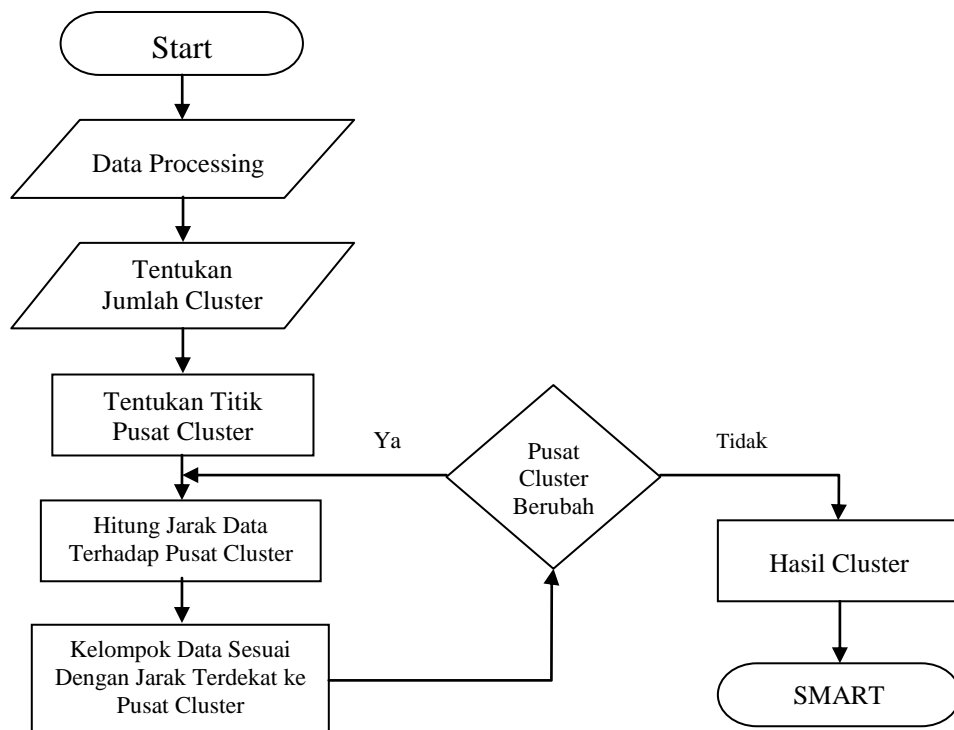 Start
Data Processing
Tentukan
Jumlah Cluster
Tentukan Titik
Pusat Cluster
Hitung Jarak Data
Terhadap Pusat Cluster
Kelompok Data Sesuai
Dengan Jarak Terdekat ke
Pusat Cluster
Pusat
Cluster
Berubah
Ya
Tidak
Hasil Cluster
SMART